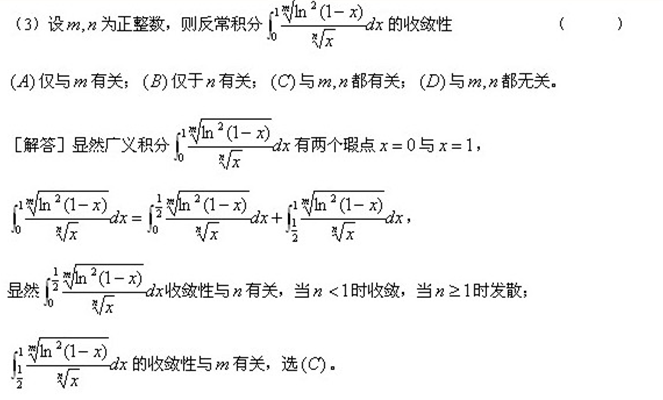 （3）设 $m,n$ 为正整数，则反常积分 $\int_0^1 \frac{\sqrt[m]{\ln^2(1-x)}}{\sqrt[n]{x}}dx$ 的收敛性 （ ）
(A) 仅与 $m$ 有关； (B) 仅于 $n$ 有关； (C) 与 $m,n$ 都有关； (D) 与 $m,n$ 都无关。
［解答］显然广义积分 $\int_0^1 \frac{\sqrt[m]{\ln^2(1-x)}}{\sqrt[n]{x}}dx$ 有两个瑕点 $x=0$ 与 $x=1$，
$\int_0^1 \frac{\sqrt[m]{\ln^2(1-x)}}{\sqrt[n]{x}}dx = \int_0^{\frac{1}{2}} \frac{\sqrt[m]{\ln^2(1-x)}}{\sqrt[n]{x}}dx + \int_{\frac{1}{2}}^1 \frac{\sqrt[m]{\ln^2(1-x)}}{\sqrt[n]{x}}dx$，
显然 $\int_0^{\frac{1}{2}} \frac{\sqrt[m]{\ln^2(1-x)}}{\sqrt[n]{x}}dx$ 收敛性与 $n$ 有关，当 $n<1$ 时收敛，当 $n\geq 1$ 时发散；
$\int_{\frac{1}{2}}^1 \frac{\sqrt[m]{\ln^2(1-x)}}{\sqrt[n]{x}}dx$ 的收敛性与 $m$ 有关，选 (C)。